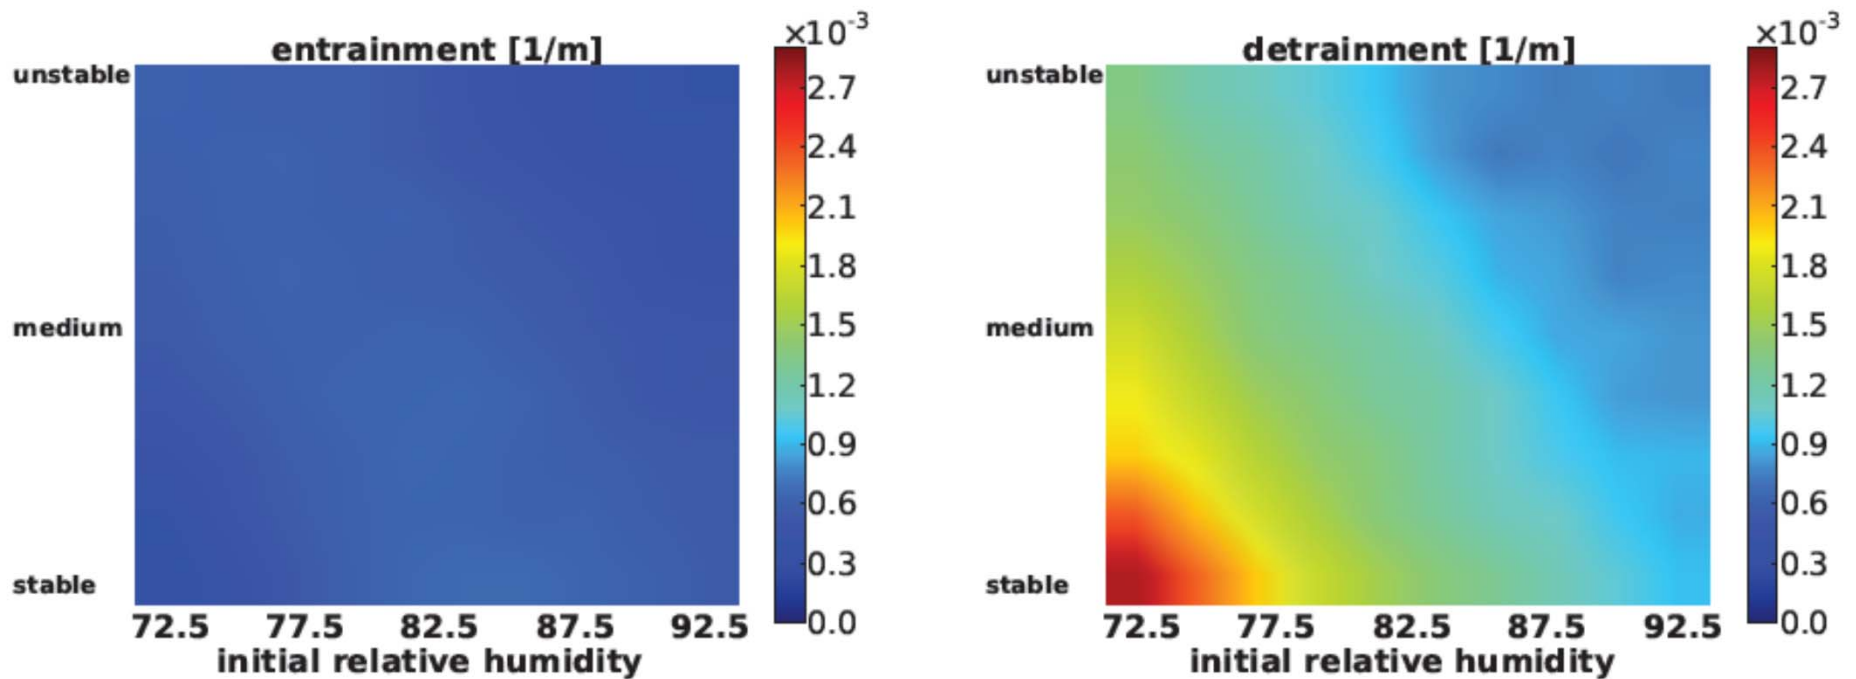 entrainment [1/m]
×10⁻³
unstable
medium
stable
2.7
2.4
2.1
1.8
1.5
1.2
0.9
0.6
0.3
0.0
72.5 77.5 82.5 87.5 92.5
initial relative humidity
detrainment [1/m]
×10⁻³
unstable
medium
stable
2.7
2.4
2.1
1.8
1.5
1.2
0.9
0.6
0.3
0.0
72.5 77.5 82.5 87.5 92.5
initial relative humidity